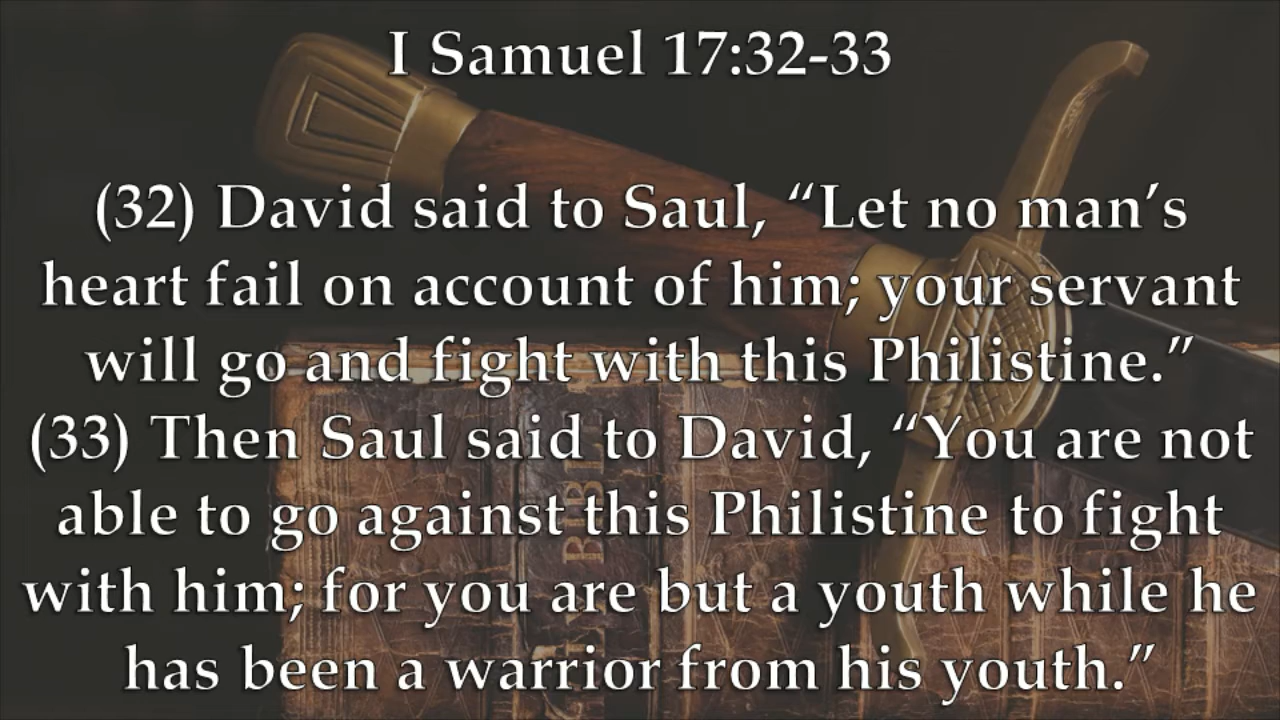 I Samuel 17:32-33
(32) David said to Saul, “Let no man’s
heart fail on account of him; your servant
will go and fight with this Philistine.”
(33) Then Saul said to David, “You are not
able to go against this Philistine to fight
with him; for you are but a youth while he
has been a warrior from his youth.”
HOLY BIBLE